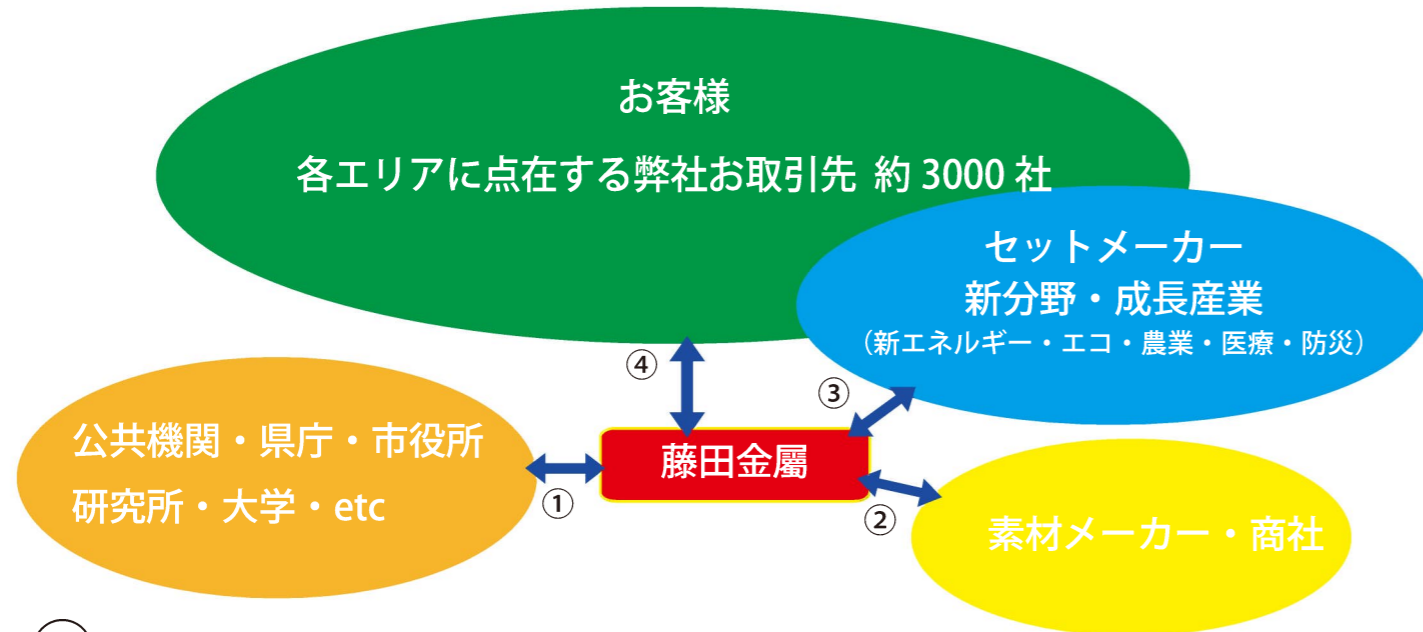 お客様
各エリアに点在する弊社お取引先 約 3000 社
セットメーカー
新分野・成長産業
（新エネルギー・エコ・農業・医療・防災）
④
③
公共機関・県庁・市役所
研究所・大学・etc
藤田金屬
①
②
素材メーカー・商社